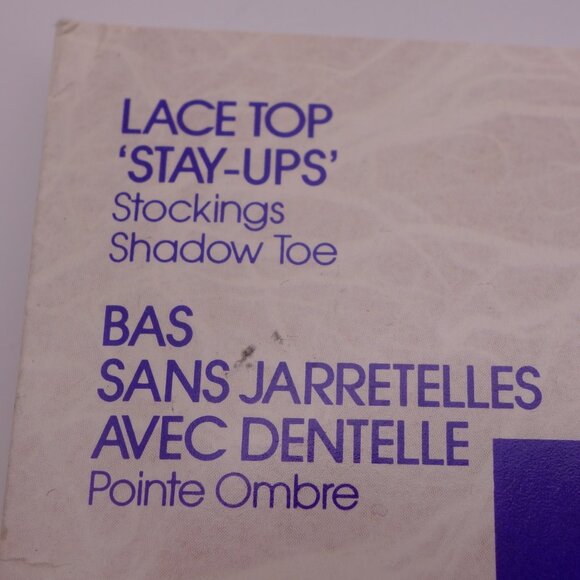 LACE TOP
'STAY-UPS'
Stockings
Shadow Toe
BAS
SANS JARRETELLES
AVEC DENTELLE
Pointe Ombre